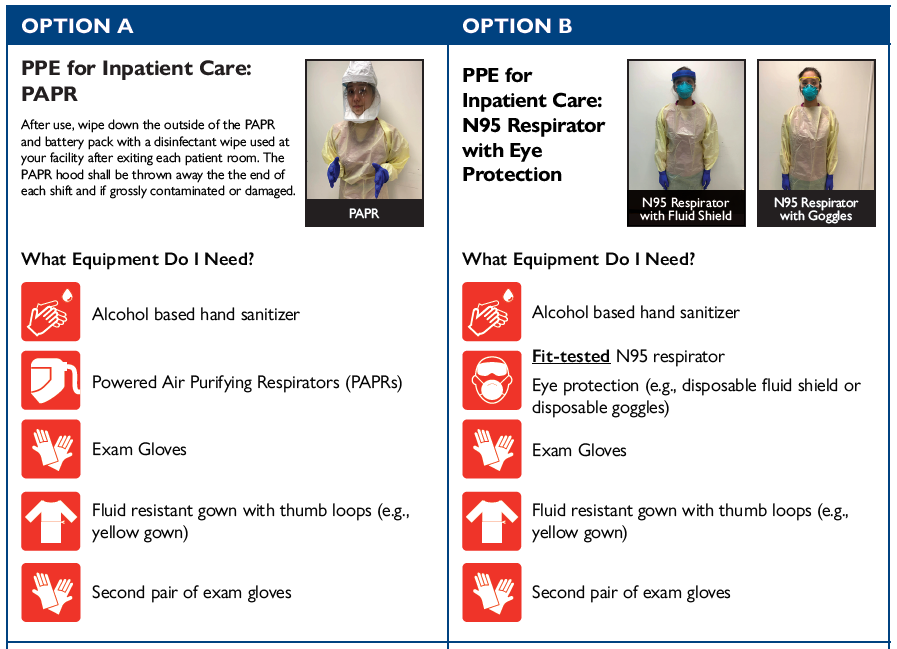 OPTION A
PPE for Inpatient Care:
PAPR
After use, wipe down the outside of the PAPR
and battery pack with a disinfectant wipe used at
your facility after exiting each patient room. The
PAPR hood shall be thrown away the the end of
each shift and if grossly contaminated or damaged.
PAPR
What Equipment Do I Need?
Alcohol based hand sanitizer
Powered Air Purifying Respirators (PAPRs)
Exam Gloves
Fluid resistant gown with thumb loops (e.g.,
yellow gown)
Second pair of exam gloves
OPTION B
PPE for
Inpatient Care:
N95 Respirator
with Eye
Protection
N95 Respirator
with Fluid Shield
N95 Respirator
with Goggles
What Equipment Do I Need?
Alcohol based hand sanitizer
Fit-tested N95 respirator
Eye protection (e.g., disposable fluid shield or
disposable goggles)
Exam Gloves
Fluid resistant gown with thumb loops (e.g.,
yellow gown)
Second pair of exam gloves